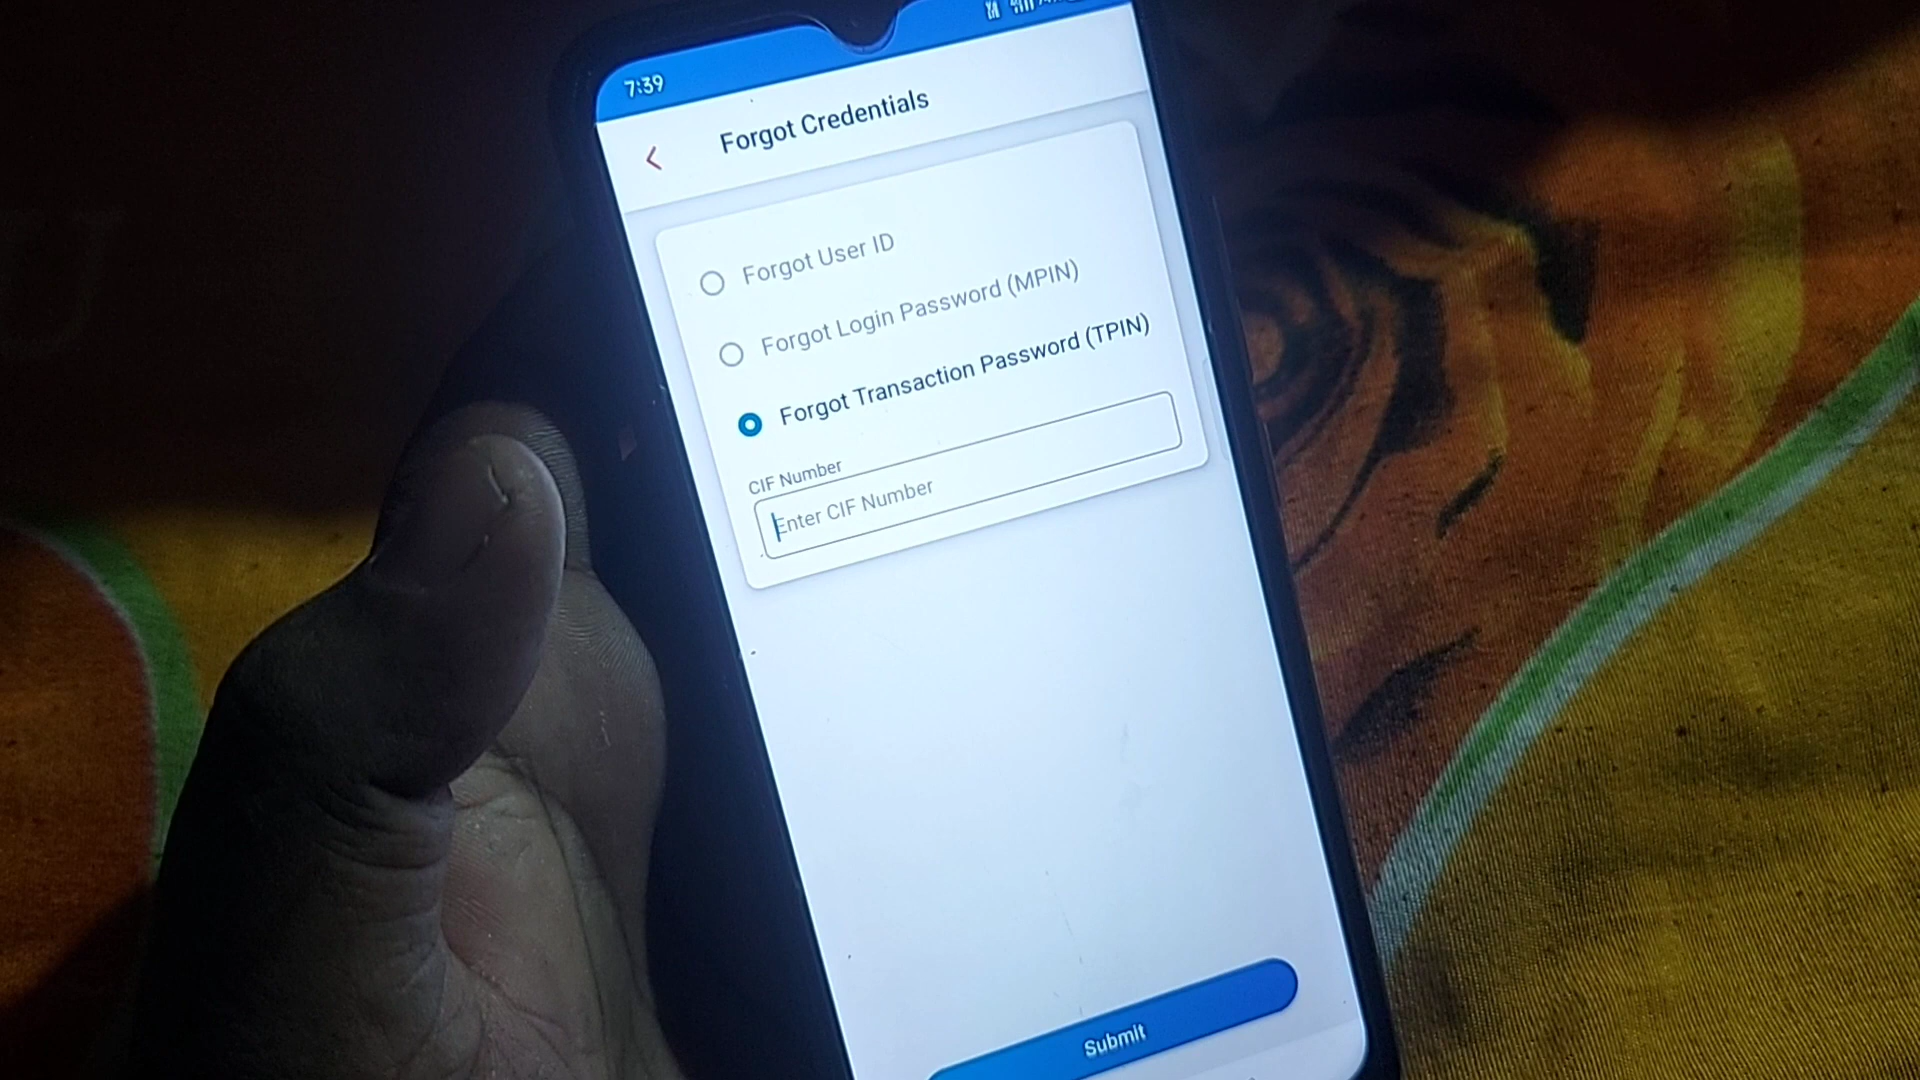 7:39
Forgot Credentials
Forgot User ID
Forgot Login Password (MPIN)
Forgot Transaction Password (TPIN)
CIF Number
Enter CIF Number
Submit